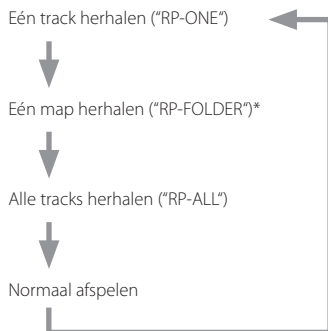 Eén track herhalen (“RP-ONE“)
Eén map herhalen (“RP-FOLDER“)*
Alle tracks herhalen (“RP-ALL“)
Normaal afspelen